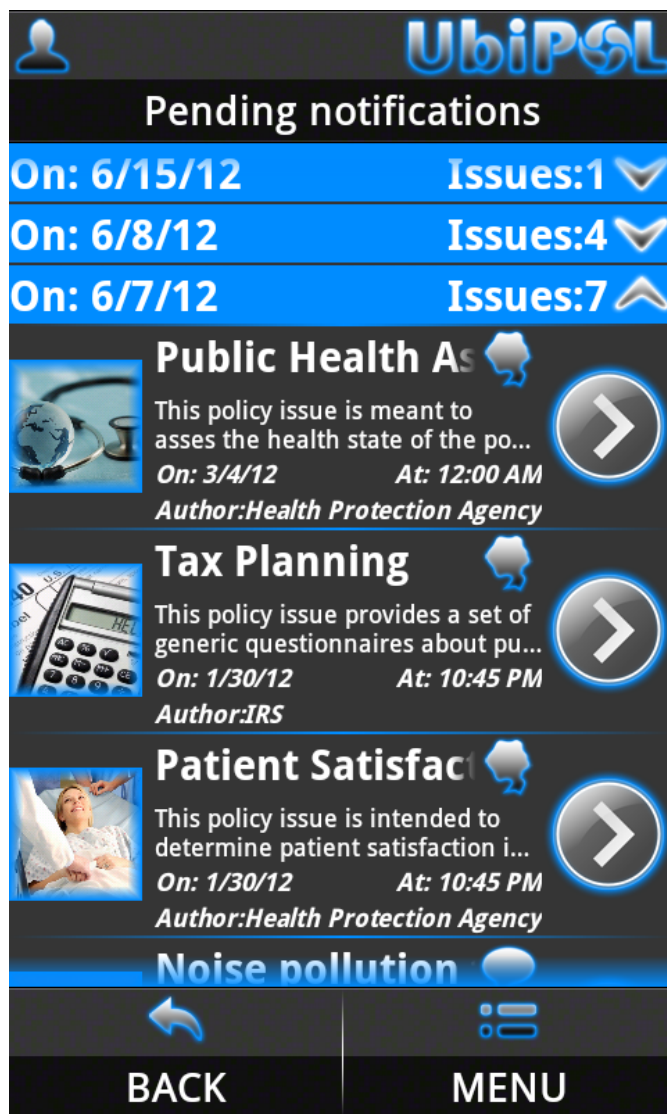 UbiPOL
Pending notifications
On: 6/15/12 Issues:1
On: 6/8/12 Issues:4
On: 6/7/12 Issues:7
Public Health As
This policy issue is meant to
asses the health state of the po...
On: 3/4/12 At: 12:00 AM
Author:Health Protection Agency
Tax Planning
This policy issue provides a set of
generic questionnaires about pu...
On: 1/30/12 At: 10:45 PM
Author:IRS
Patient Satisfact
This policy issue is intended to
determine patient satisfaction i...
On: 1/30/12 At: 10:45 PM
Author:Health Protection Agency
Noise pollution
BACK MENU